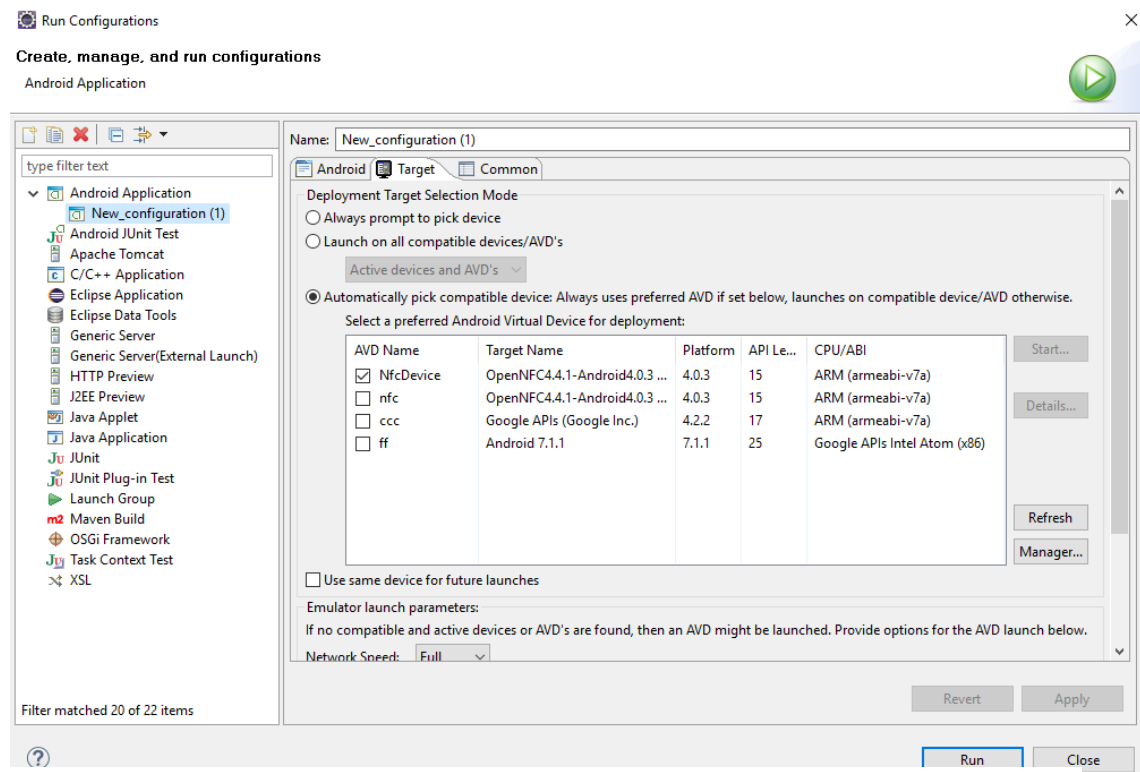 Run Configurations
Create, manage, and run configurations
Android Application
type filter text
Android Application
New_configuration (1)
Android JUnit Test
Apache Tomcat
C/C++ Application
Eclipse Application
Eclipse Data Tools
Generic Server
Generic Server(External Launch)
HTTP Preview
J2EE Preview
Java Applet
Java Application
JUnit
JUnit Plug-in Test
Launch Group
Maven Build
OSGi Framework
Task Context Test
XSL
Filter matched 20 of 22 items
Name: New_configuration (1)
Android Target Common
Deployment Target Selection Mode
Always prompt to pick device
Launch on all compatible devices/AVD's
Active devices and AVD's
Automatically pick compatible device: Always uses preferred AVD if set below, launches on compatible device/AVD otherwise.
Select a preferred Android Virtual Device for deployment:
AVD Name Target Name Platform API Le... CPU/ABI
NfcDevice OpenNFC4.4.1-Android4.0.3 ... 4.0.3 15 ARM (armeabi-v7a)
nfc OpenNFC4.4.1-Android4.0.3 ... 4.0.3 15 ARM (armeabi-v7a)
ccc Google APIs (Google Inc.) 4.2.2 17 ARM (armeabi-v7a)
ff Android 7.1.1 7.1.1 25 Google APIs Intel Atom (x86)
Start...
Details...
Refresh
Manager...
Use same device for future launches
Emulator launch parameters:
If no compatible and active devices or AVD's are found, then an AVD might be launched. Provide options for the AVD launch below.
Network Speed: Full
Revert Apply
Run Close